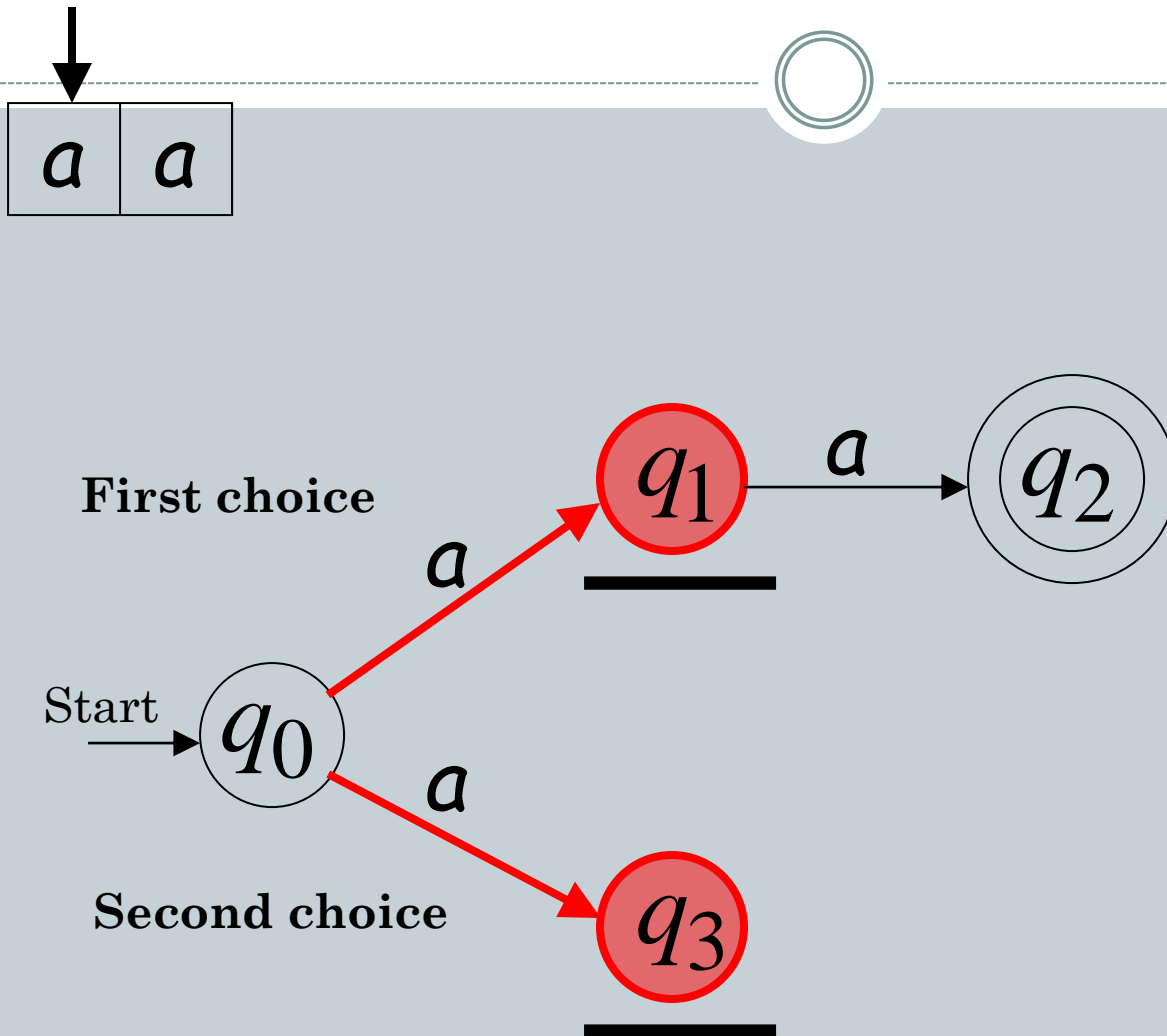 a a
q1 a q2
First choice
a
Start q0
a
Second choice
q3